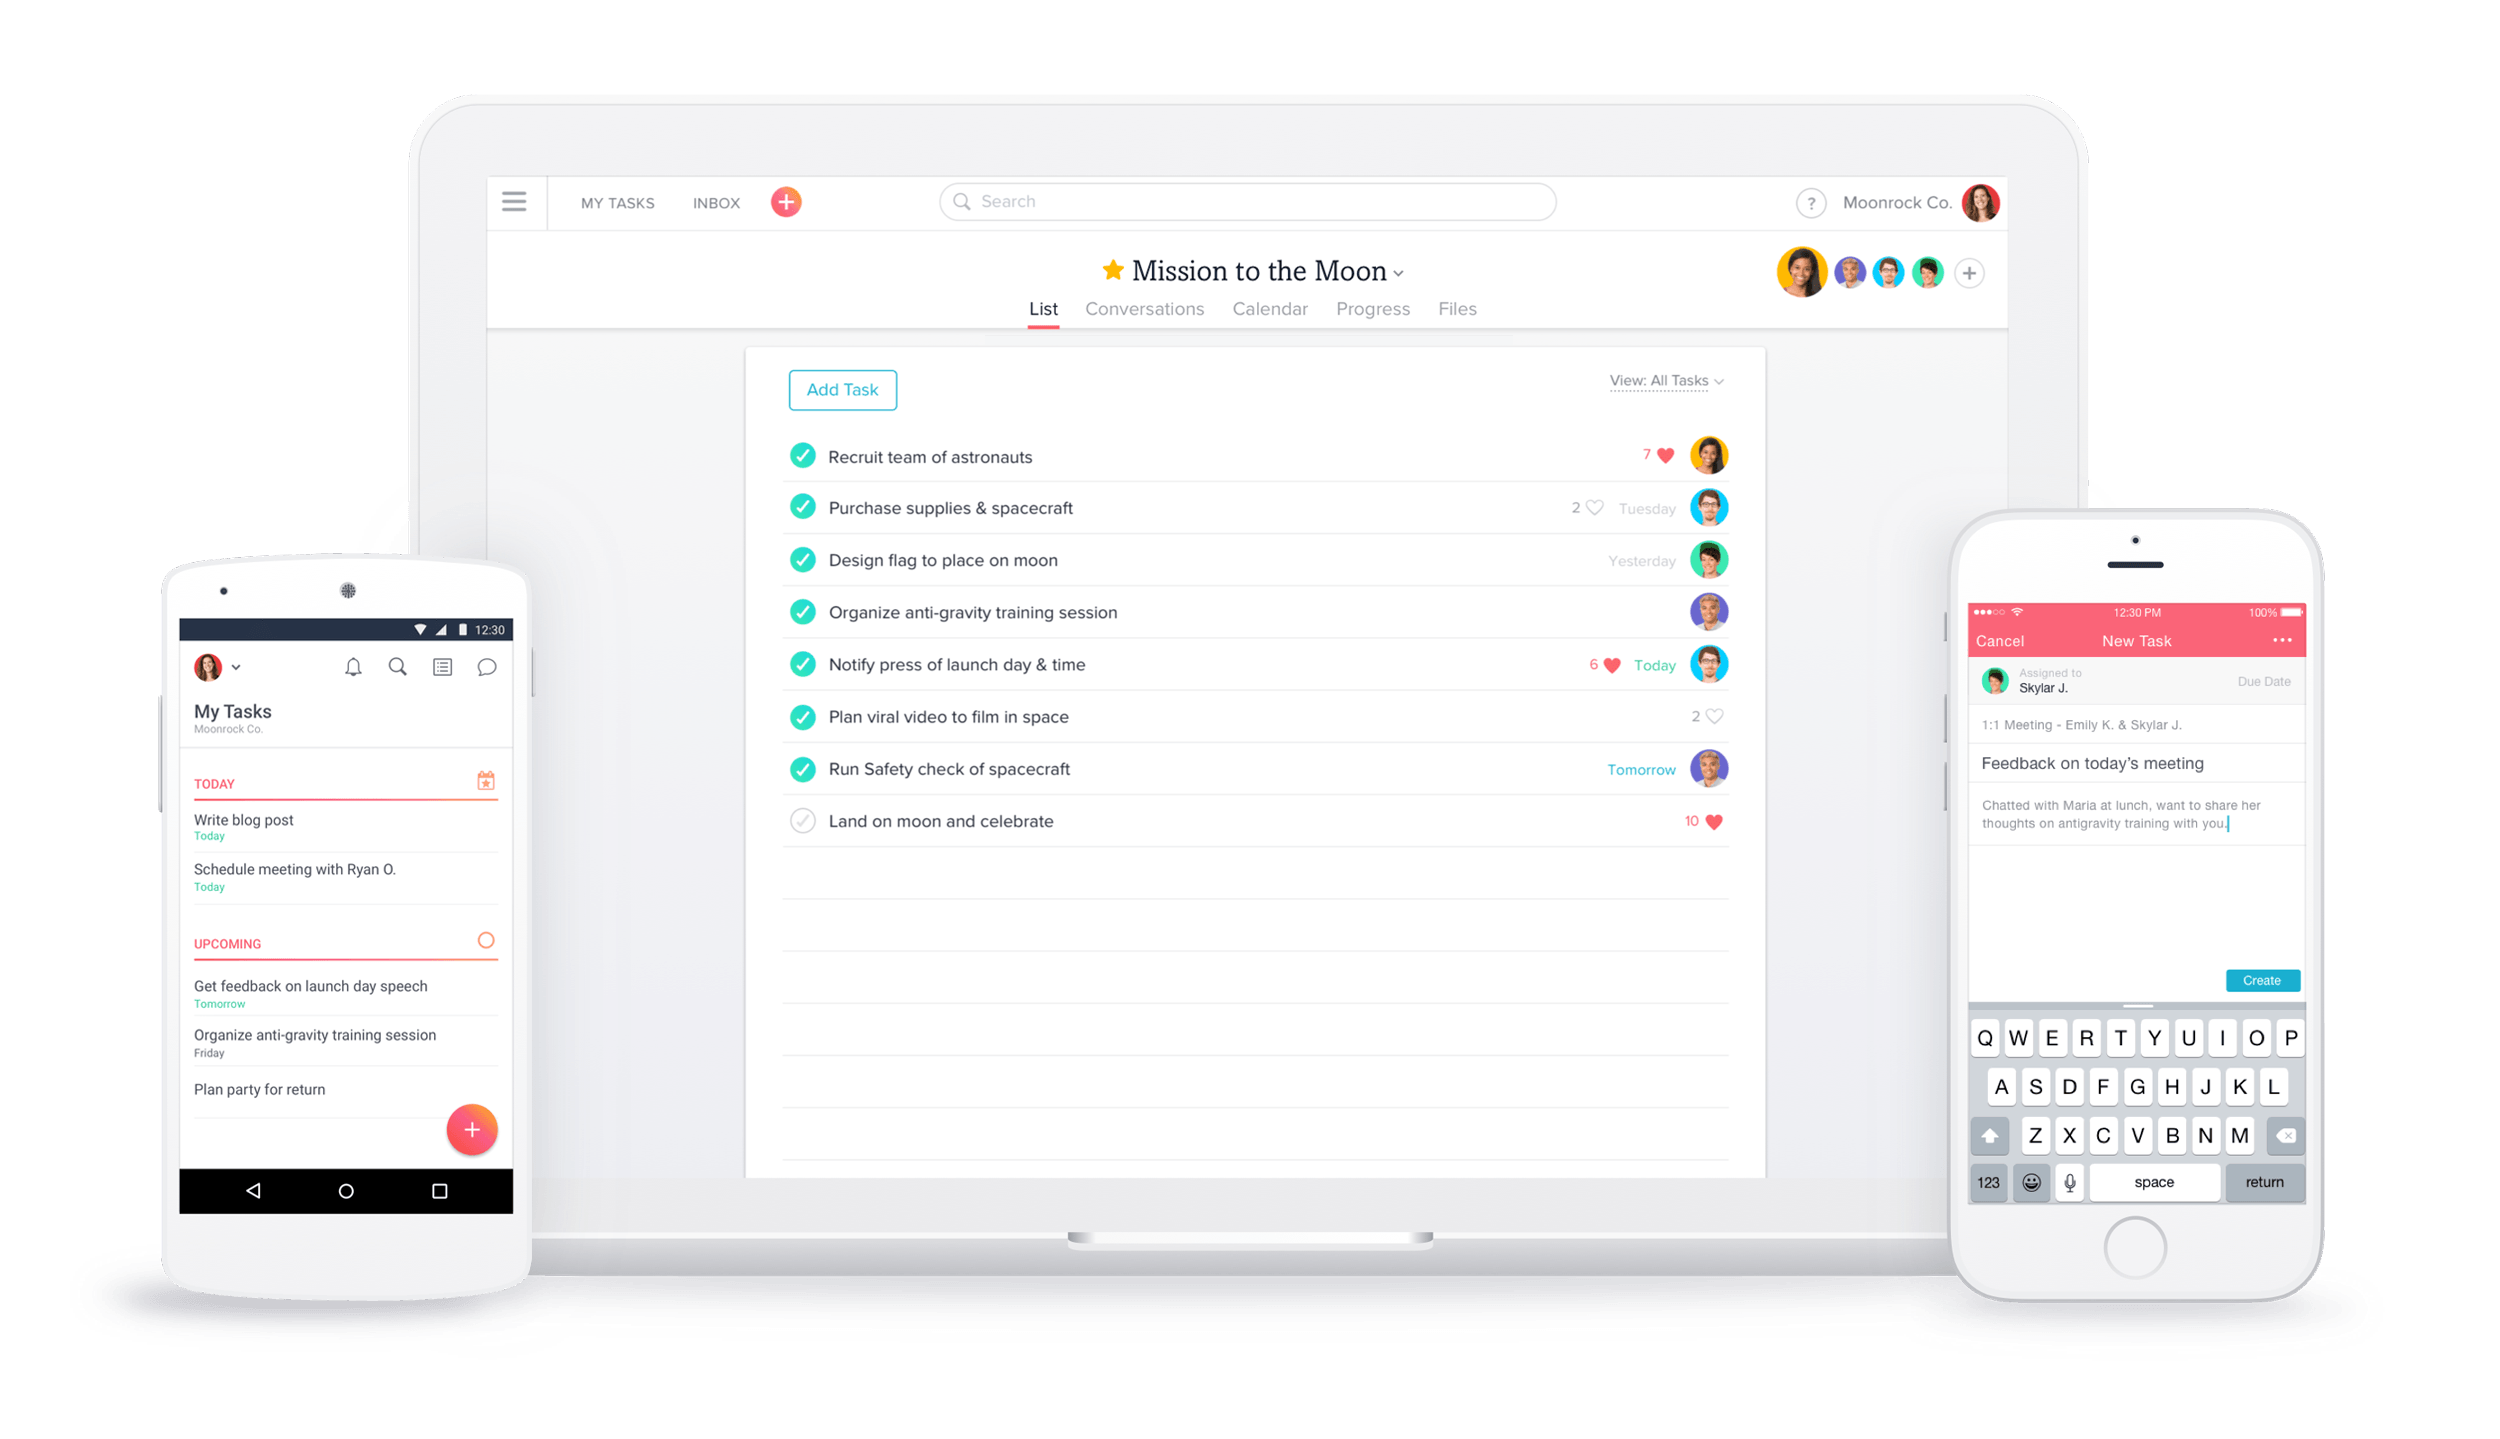 MY TASKS INBOX + Search ? Moonrock Co.
Mission to the Moon
List Conversations Calendar Progress Files
Add Task View: All Tasks
Recruit team of astronauts 7
Purchase supplies & spacecraft 2 Tuesday
Design flag to place on moon Yesterday
Organize anti-gravity training session
Notify press of launch day & time 6 Today
Plan viral video to film in space 2
Run Safety check of spacecraft Tomorrow
Land on moon and celebrate 10
12:30
My Tasks
Moonrock Co.
TODAY
Write blog post
Today
Schedule meeting with Ryan O.
Today
UPCOMING
Get feedback on launch day speech
Tomorrow
Organize anti-gravity training session
Friday
Plan party for return
12:30 PM 100%
Cancel New Task
Assigned to
Skylar J. Due Date
1:1 Meeting - Emily K. & Skylar J.
Feedback on today's meeting
Chatted with Maria at lunch, want to share her
thoughts on antigravity training with you.
Create
Q W E R T Y U I O P
A S D F G H J K L
Z X C V B N M
123 space return